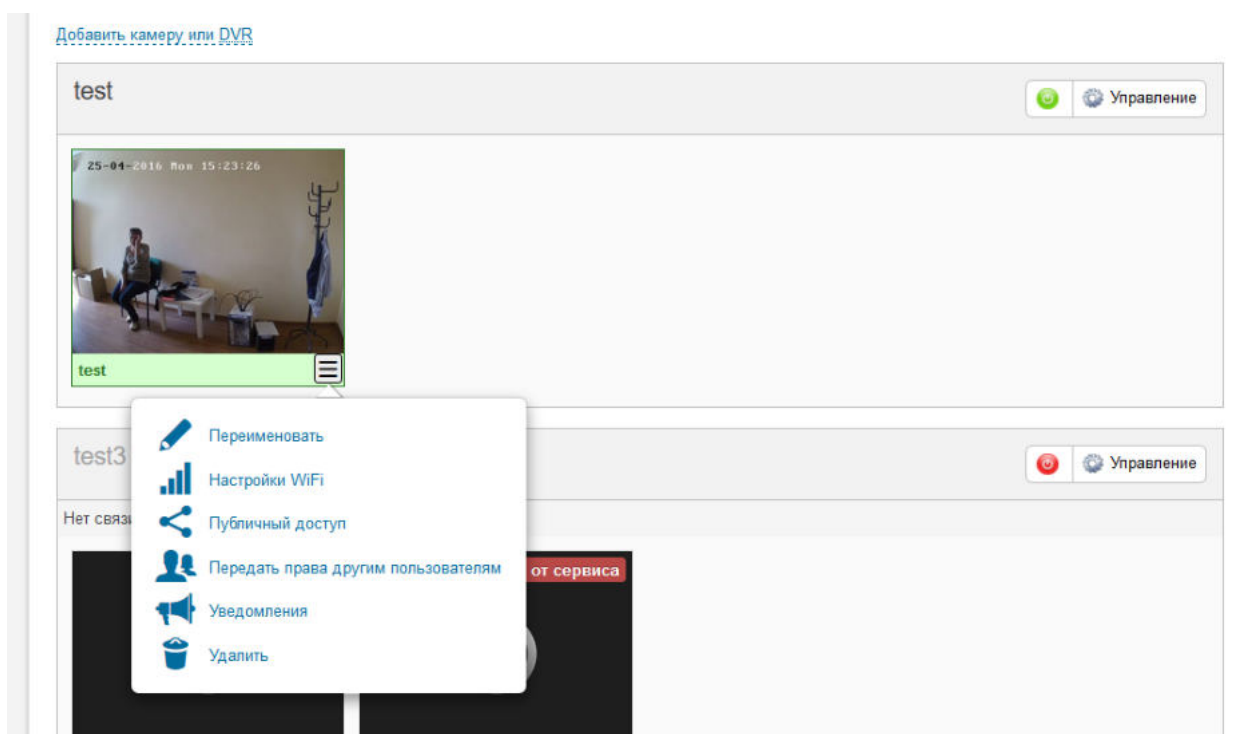 Добавить камеру или DVR
test
Управление
25-04-2016 Mon 15:23:26
test
Переименовать
Настройки WiFi
Публичный доступ
Передать права другим пользователям
Уведомления
Удалить
test3
Управление
Нет
от сервиса